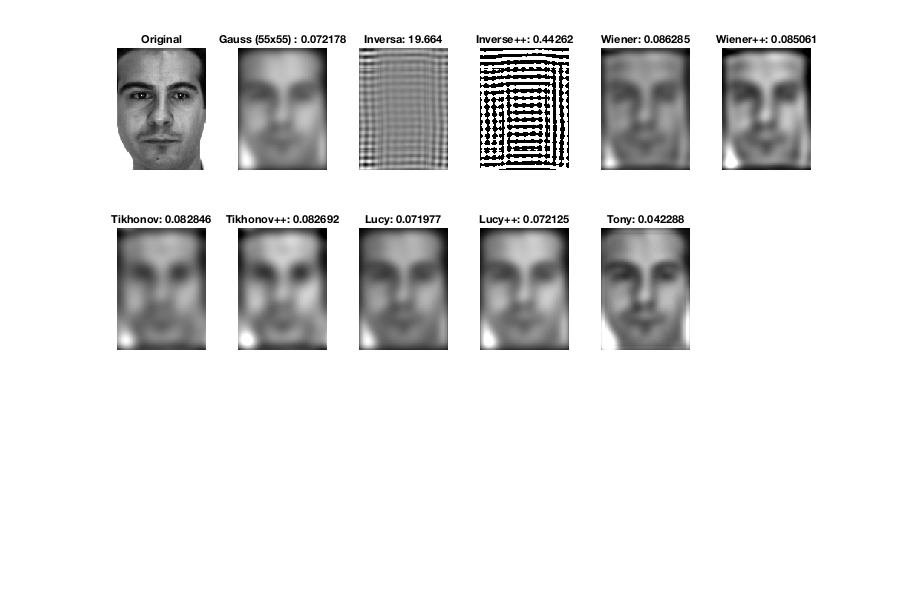 Original
Gauss (55x55) : 0.072178
Inversa: 19.664
Inverse++: 0.44262
Wiener: 0.086285
Wiener++: 0.085061
Tikhonov: 0.082846
Tikhonov++: 0.082692
Lucy: 0.071977
Lucy++: 0.072125
Tony: 0.042288